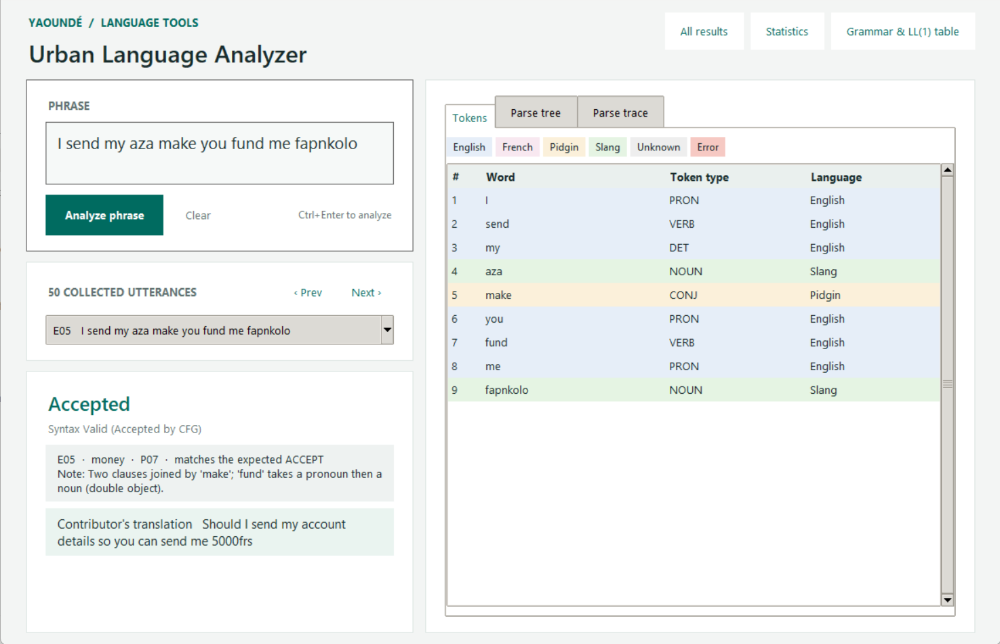 YAOUNDÉ / LANGUAGE TOOLS
Urban Language Analyzer
All results
Statistics
Grammar & LL(1) table
PHRASE
I send my aza make you fund me fapnkolo
Analyze phrase
Clear
Ctrl+Enter to analyze
50 COLLECTED UTTERANCES
‹ Prev
Next ›
E05 I send my aza make you fund me fapnkolo
Accepted
Syntax Valid (Accepted by CFG)
E05 · money · P07 · matches the expected ACCEPT
Note: Two clauses joined by 'make'; 'fund' takes a pronoun then a
noun (double object).
Contributor's translation Should I send my account
details so you can send me 5000frs
Tokens
Parse tree
Parse trace
English French Pidgin Slang Unknown Error
# Word Token type Language
1 I PRON English
2 send VERB English
3 my DET English
4 aza NOUN Slang
5 make CONJ Pidgin
6 you PRON English
7 fund VERB English
8 me PRON English
9 fapnkolo NOUN Slang